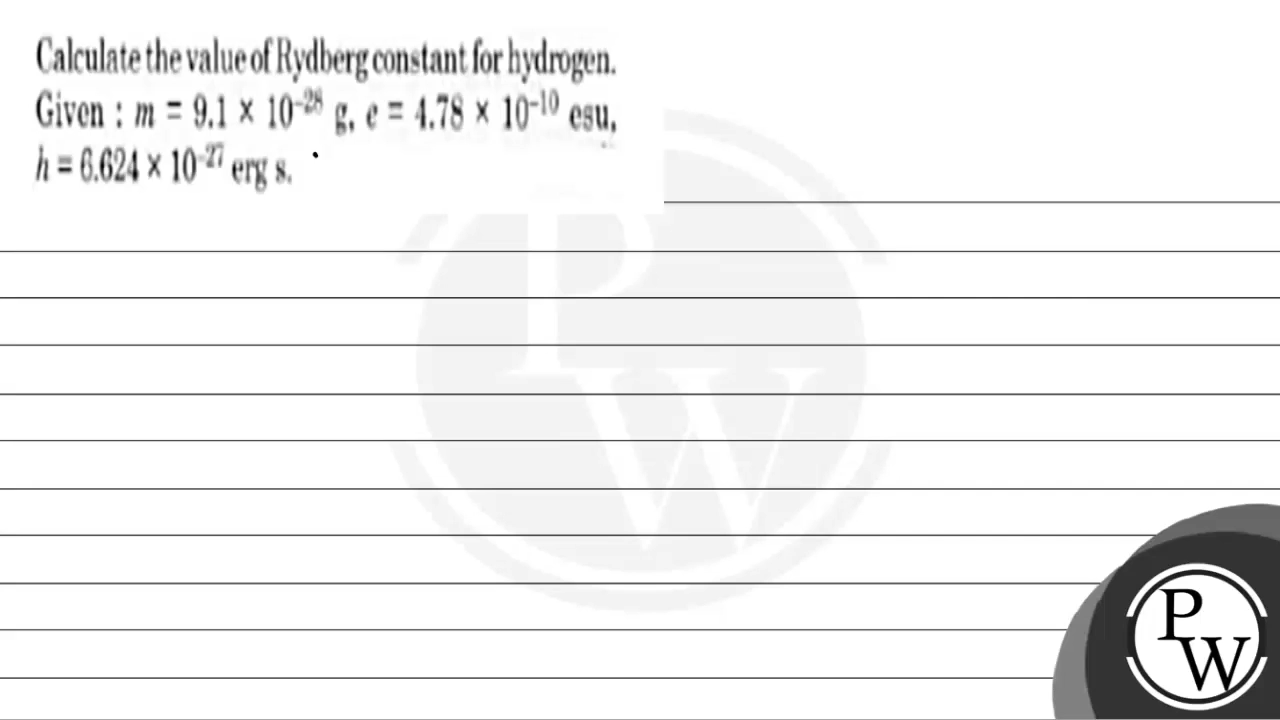 Calculate the value of Rydberg constant for hydrogen.
Given : m = 9.1 × 10⁻²⁸ g, e = 4.78 × 10⁻¹⁰ esu,
h = 6.624 × 10⁻²⁷ erg s.
P
W
P
W